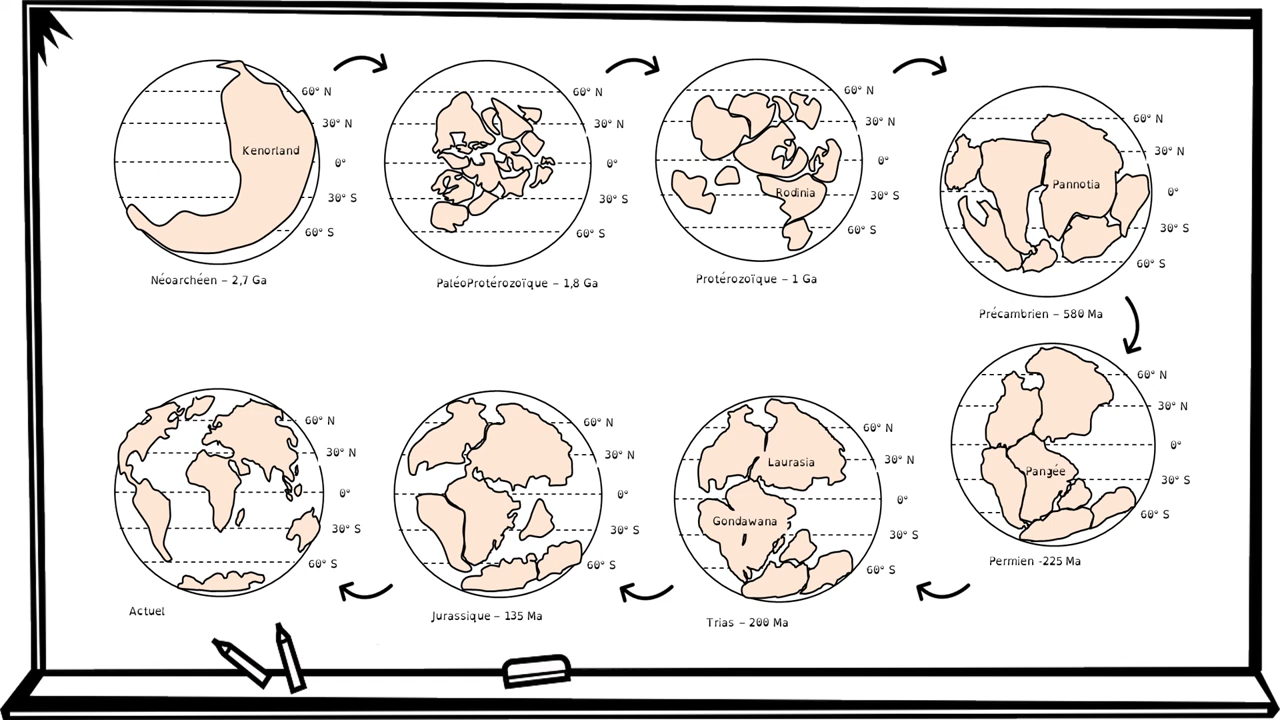 60° N
30° N
Kenorland
0°
30° S
60° S
Néoarchéen – 2,7 Ga
60° N
30° N
0°
30° S
60° S
PaléoProtérozoïque – 1,8 Ga
60° N
30° N
0°
Rodinia
30° S
60° S
Protérozoïque – 1 Ga
60° N
30° N
Pannotia
0°
30° S
60° S
Précambrien – 580 Ma
60° N
30° N
0°
Pangée
30° S
60° S
Permien -225 Ma
60° N
Laurasia
30° N
0°
Gondawana
30° S
60° S
Trias – 200 Ma
60° N
30° N
0°
30° S
60° S
Jurassique – 135 Ma
60° N
30° N
0°
30° S
60° S
Actuel